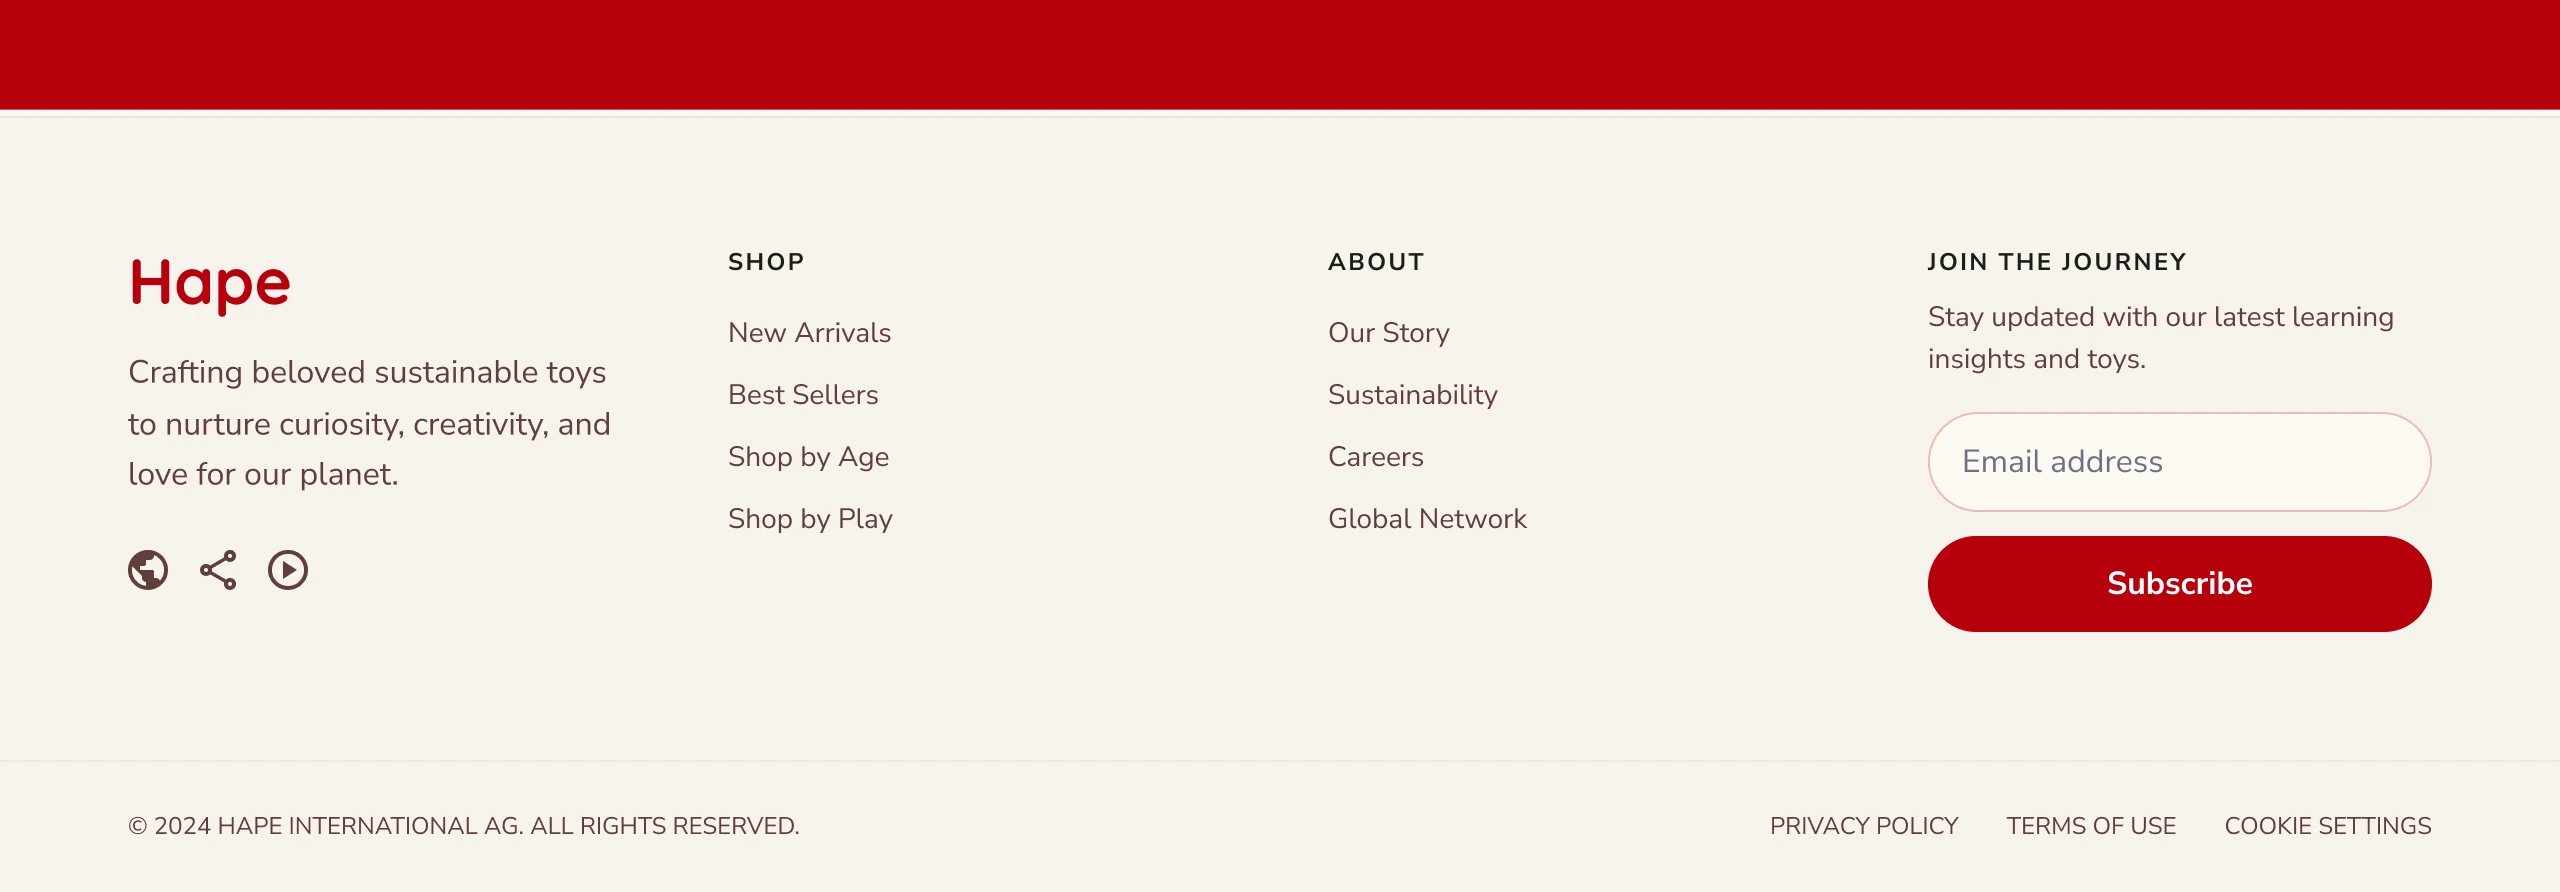 Hape
Crafting beloved sustainable toys
to nurture curiosity, creativity, and
love for our planet.
SHOP
New Arrivals
Best Sellers
Shop by Age
Shop by Play
ABOUT
Our Story
Sustainability
Careers
Global Network
JOIN THE JOURNEY
Stay updated with our latest learning
insights and toys.
Email address
Subscribe
© 2024 HAPE INTERNATIONAL AG. ALL RIGHTS RESERVED.
PRIVACY POLICY TERMS OF USE COOKIE SETTINGS